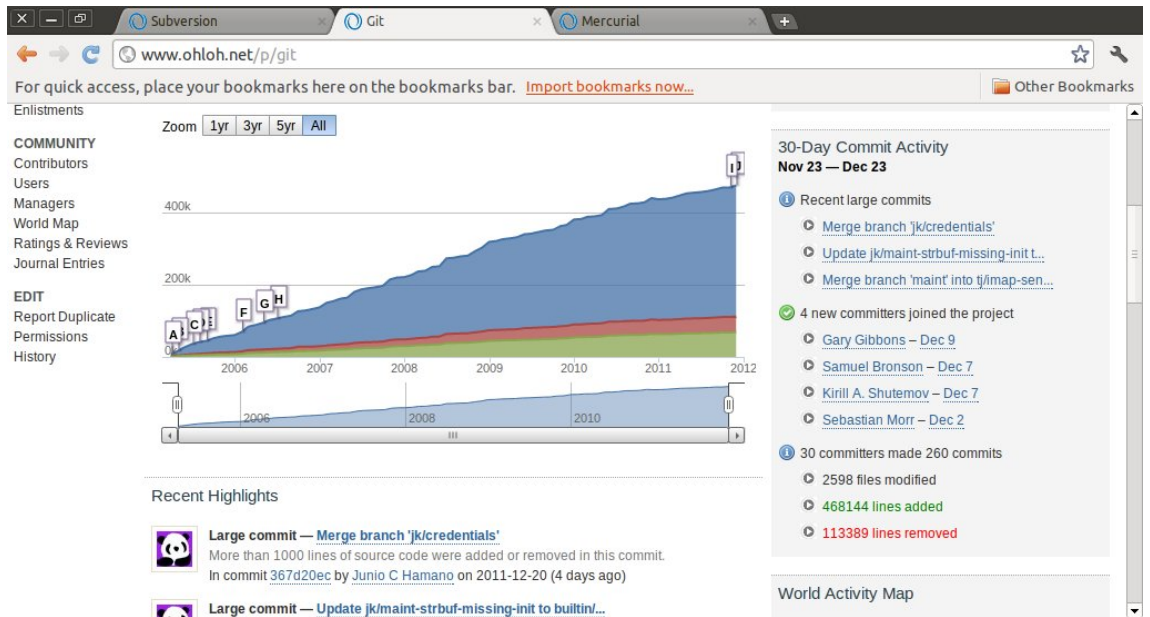 Subversion
Git
Mercurial
www.ohloh.net/p/git
For quick access, place your bookmarks here on the bookmarks bar. Import bookmarks now...
Other Bookmarks
Enlistments
COMMUNITY
Contributors
Users
Managers
World Map
Ratings & Reviews
Journal Entries
EDIT
Report Duplicate
Permissions
History
Zoom 1yr 3yr 5yr All
400k
200k
0
A
C
E
F
G
H
I
J
2006 2007 2008 2009 2010 2011 2012
2006 2008 2010
Recent Highlights
Large commit — Merge branch 'jk/credentials'
More than 1000 lines of source code were added or removed in this commit.
In commit 367d20ec by Junio C Hamano on 2011-12-20 (4 days ago)
Large commit — Update jk/maint-strbuf-missing-init to builtin/...
30-Day Commit Activity
Nov 23 — Dec 23
Recent large commits
Merge branch 'jk/credentials'
Update jk/maint-strbuf-missing-init t...
Merge branch 'maint' into tj/imap-sen...
4 new committers joined the project
Gary Gibbons – Dec 9
Samuel Bronson – Dec 7
Kirill A. Shutemov – Dec 7
Sebastian Morr – Dec 2
30 committers made 260 commits
2598 files modified
468144 lines added
113389 lines removed
World Activity Map